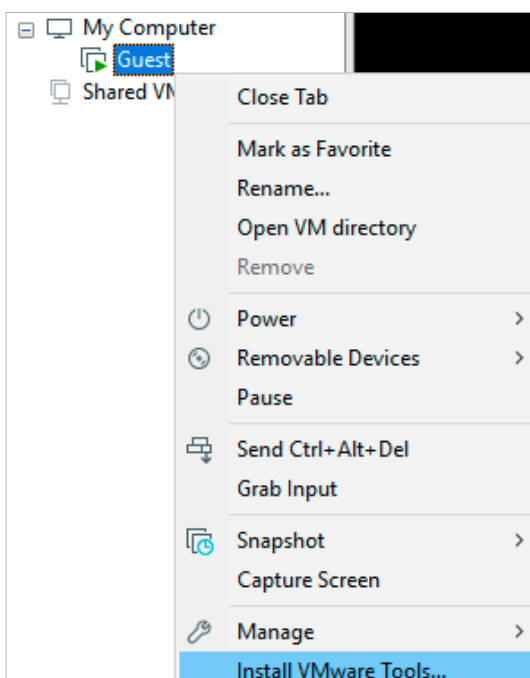 My Computer
Guest
Shared VM
Close Tab
Mark as Favorite
Rename...
Open VM directory
Remove
Power
Removable Devices
Pause
Send Ctrl+Alt+Del
Grab Input
Snapshot
Capture Screen
Manage
Install VMware Tools...